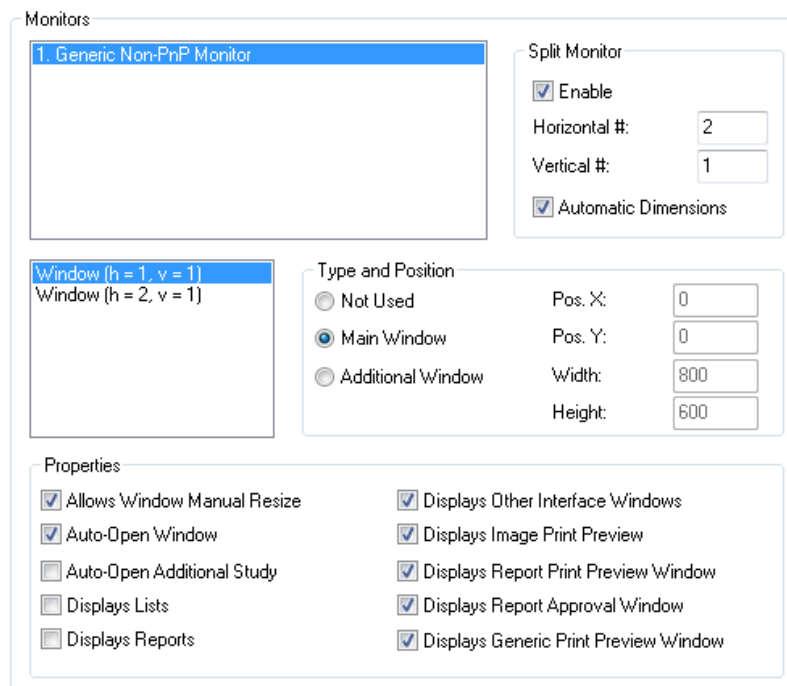 Monitors
1. Generic Non-PnP Monitor
Split Monitor
Enable
Horizontal #: 2
Vertical #: 1
Automatic Dimensions
Window (h = 1, v = 1)
Window (h = 2, v = 1)
Type and Position
Not Used
Main Window
Additional Window
Pos. X: 0
Pos. Y: 0
Width: 800
Height: 600
Properties
Allows Window Manual Resize
Auto-Open Window
Auto-Open Additional Study
Displays Lists
Displays Reports
Displays Other Interface Windows
Displays Image Print Preview
Displays Report Print Preview Window
Displays Report Approval Window
Displays Generic Print Preview Window